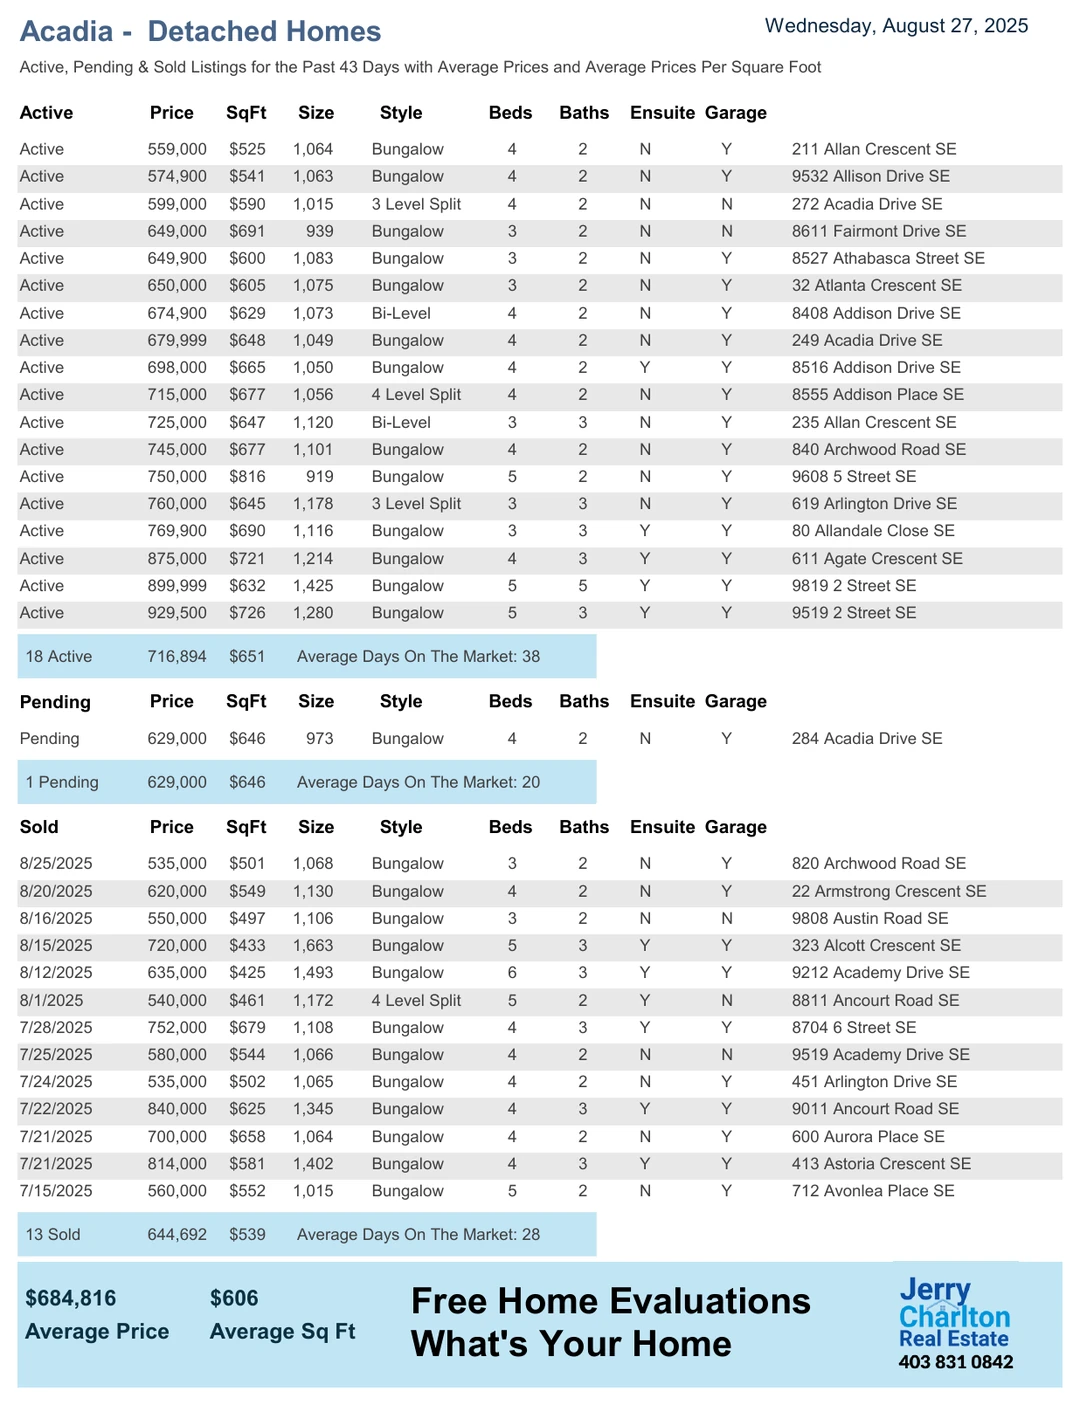 Acadia - Detached Homes
Wednesday, August 27, 2025
Active, Pending & Sold Listings for the Past 43 Days with Average Prices and Average Prices Per Square Foot
Active Price SqFt Size Style Beds Baths Ensuite Garage
Active 559,000 $525 1,064 Bungalow 4 2 N Y 211 Allan Crescent SE
Active 574,900 $541 1,063 Bungalow 4 2 N Y 9532 Allison Drive SE
Active 599,000 $590 1,015 3 Level Split 4 2 N N 272 Acadia Drive SE
Active 649,000 $691 939 Bungalow 3 2 N N 8611 Fairmont Drive SE
Active 649,900 $600 1,083 Bungalow 3 2 N Y 8527 Athabasca Street SE
Active 650,000 $605 1,075 Bungalow 3 2 N Y 32 Atlanta Crescent SE
Active 674,900 $629 1,073 Bi-Level 4 2 N Y 8408 Addison Drive SE
Active 679,999 $648 1,049 Bungalow 4 2 N Y 249 Acadia Drive SE
Active 698,000 $665 1,050 Bungalow 4 2 Y Y 8516 Addison Drive SE
Active 715,000 $677 1,056 4 Level Split 4 2 N Y 8555 Addison Place SE
Active 725,000 $647 1,120 Bi-Level 3 3 N Y 235 Allan Crescent SE
Active 745,000 $677 1,101 Bungalow 4 2 N Y 840 Archwood Road SE
Active 750,000 $816 919 Bungalow 5 2 N Y 9608 5 Street SE
Active 760,000 $645 1,178 3 Level Split 3 3 N Y 619 Arlington Drive SE
Active 769,900 $690 1,116 Bungalow 3 3 Y Y 80 Allandale Close SE
Active 875,000 $721 1,214 Bungalow 4 3 Y Y 611 Agate Crescent SE
Active 899,999 $632 1,425 Bungalow 5 5 Y Y 9819 2 Street SE
Active 929,500 $726 1,280 Bungalow 5 3 Y Y 9519 2 Street SE
18 Active 716,894 $651 Average Days On The Market: 38
Pending Price SqFt Size Style Beds Baths Ensuite Garage
Pending 629,000 $646 973 Bungalow 4 2 N Y 284 Acadia Drive SE
1 Pending 629,000 $646 Average Days On The Market: 20
Sold Price SqFt Size Style Beds Baths Ensuite Garage
8/25/2025 535,000 $501 1,068 Bungalow 3 2 N Y 820 Archwood Road SE
8/20/2025 620,000 $549 1,130 Bungalow 4 2 N Y 22 Armstrong Crescent SE
8/16/2025 550,000 $497 1,106 Bungalow 3 2 N N 9808 Austin Road SE
8/15/2025 720,000 $433 1,663 Bungalow 5 3 Y Y 323 Alcott Crescent SE
8/12/2025 635,000 $425 1,493 Bungalow 6 3 Y Y 9212 Academy Drive SE
8/1/2025 540,000 $461 1,172 4 Level Split 5 2 Y N 8811 Ancourt Road SE
7/28/2025 752,000 $679 1,108 Bungalow 4 3 Y Y 8704 6 Street SE
7/25/2025 580,000 $544 1,066 Bungalow 4 2 N N 9519 Academy Drive SE
7/24/2025 535,000 $502 1,065 Bungalow 4 2 N Y 451 Arlington Drive SE
7/22/2025 840,000 $625 1,345 Bungalow 4 3 Y Y 9011 Ancourt Road SE
7/21/2025 700,000 $658 1,064 Bungalow 4 2 N Y 600 Aurora Place SE
7/21/2025 814,000 $581 1,402 Bungalow 4 3 Y Y 413 Astoria Crescent SE
7/15/2025 560,000 $552 1,015 Bungalow 5 2 N Y 712 Avonlea Place SE
13 Sold 644,692 $539 Average Days On The Market: 28
$684,816 $606
Average Price Average Sq Ft
Free Home Evaluations
What's Your Home
Jerry
Charlton
Real Estate
403 831 0842